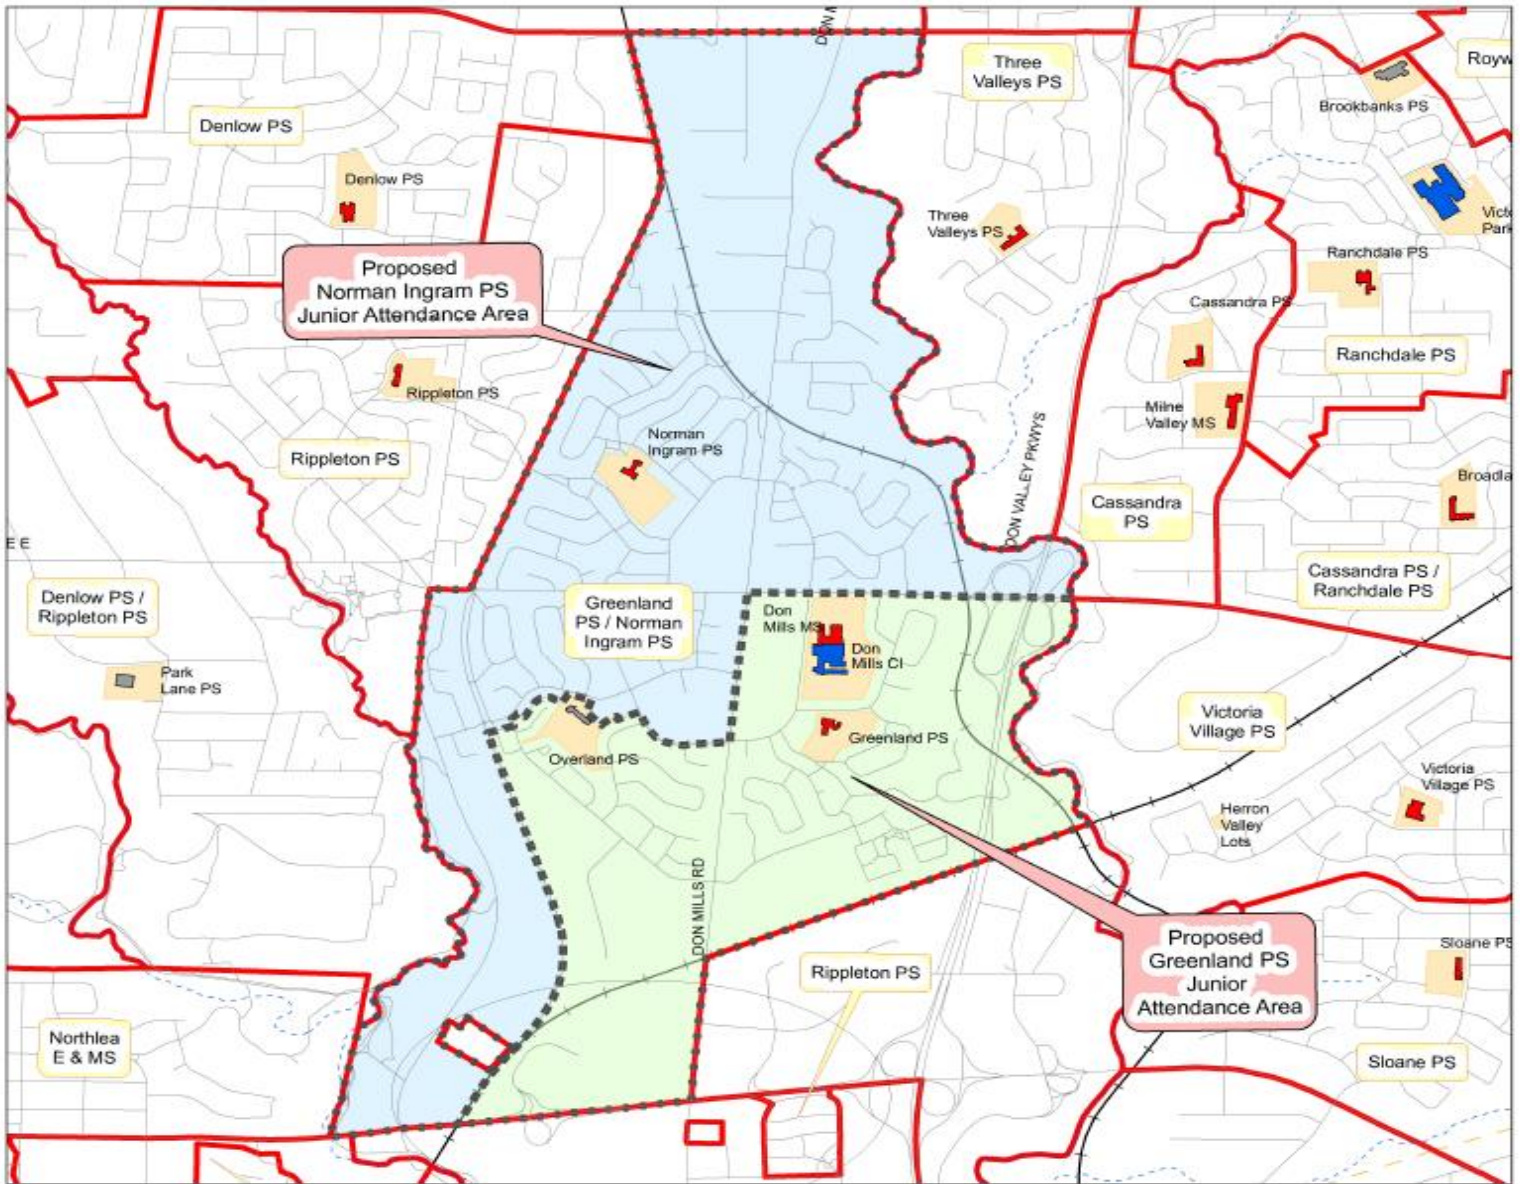 DON M
Three
Valleys PS
Royw
Brookbanks PS
Denlow PS
Denlow PS
Three
Valleys PS
Victo
Park
Ranchdale PS
Proposed
Norman Ingram PS
Junior Attendance Area
Cassandra PS
Ranchdale PS
Rippleton PS
Milne
Valley MS
Norman
Ingram PS
Rippleton PS
DON VALLEY PKWYS
Cassandra
PS
Broadla
E E
Cassandra PS /
Ranchdale PS
Denlow PS /
Rippleton PS
Greenland
PS / Norman
Ingram PS
Don
Mills MS
Don
Mills CI
Park
Lane PS
Victoria
Village PS
Greenland PS
Overland PS
Victoria
Village PS
Herron
Valley
Lots
DON MILLS RD
Proposed
Greenland PS
Junior
Attendance Area
Sloane PS
Rippleton PS
Northlea
E & MS
Sloane PS